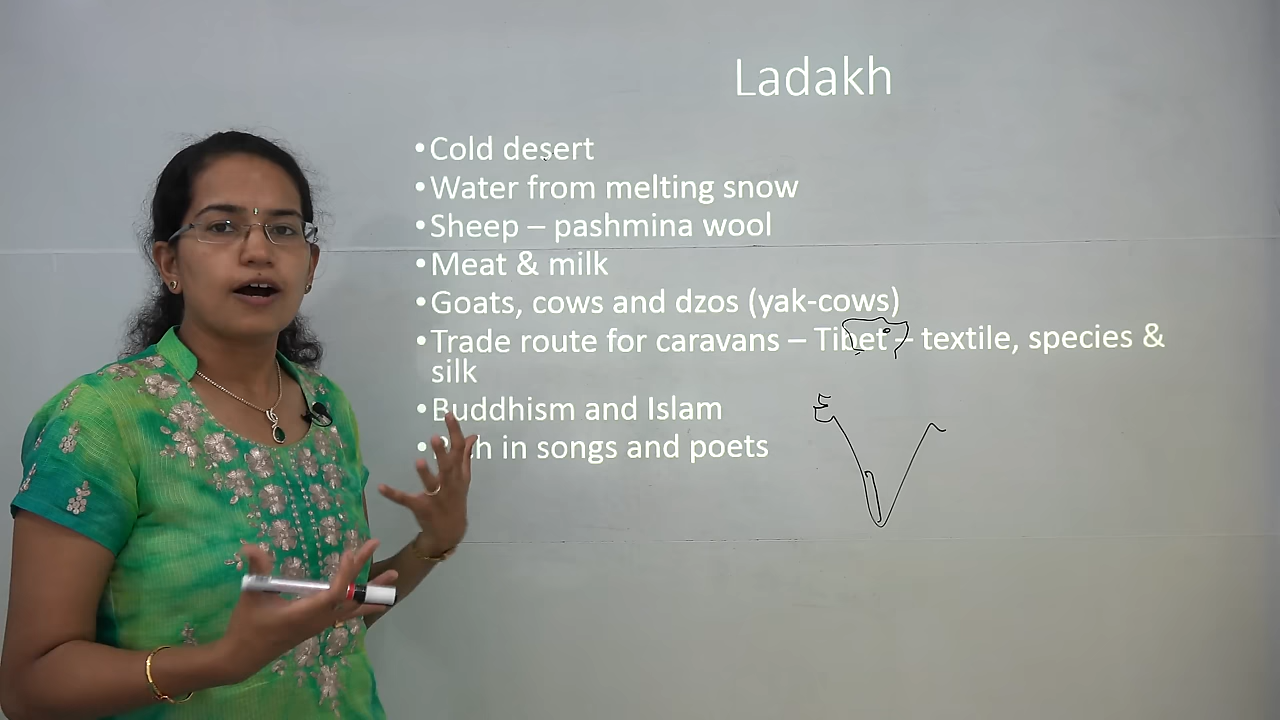 Ladakh
•Cold desert
•Water from melting snow
•Sheep – pashmina wool
•Meat & milk
•Goats, cows and dzos (yak-cows)
•Trade route for caravans – Tibet – textile, species &
silk
•Buddhism and Islam
• in songs and poets